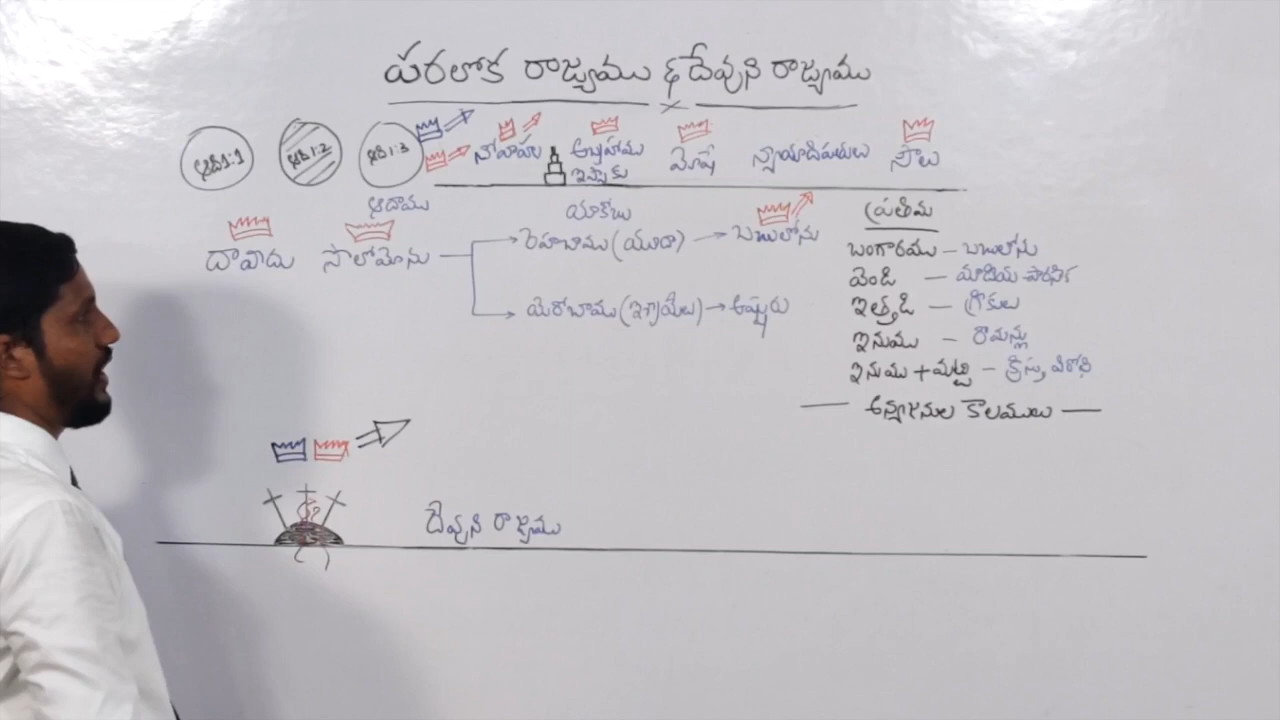 పరలోక రాజ్యము & దేవుని రాజ్యము
ఆది 1:1 ఆది 1:2 ఆది 1:3 నోవాహు అబ్రహాము మోషే న్యాయాధిపతులు సౌలు
ఇస్సాకు
ఆదాము యాకోబు ప్రతిమ
దావీదు సొలొమోను రెహబాము (యూదా) బబులోను
యెరోబాము (ఇశ్రాయేలు) అష్షూరు
బంగారము – బబులోను
వెండి – మాదీయ పారసీక
ఇత్తడి – గ్రీకులు
ఇనుము – రోమన్లు
ఇనుము + మట్టి – క్రీస్తు విరోధి
అన్యజనుల కాలములు
దేవుని రాజ్యము